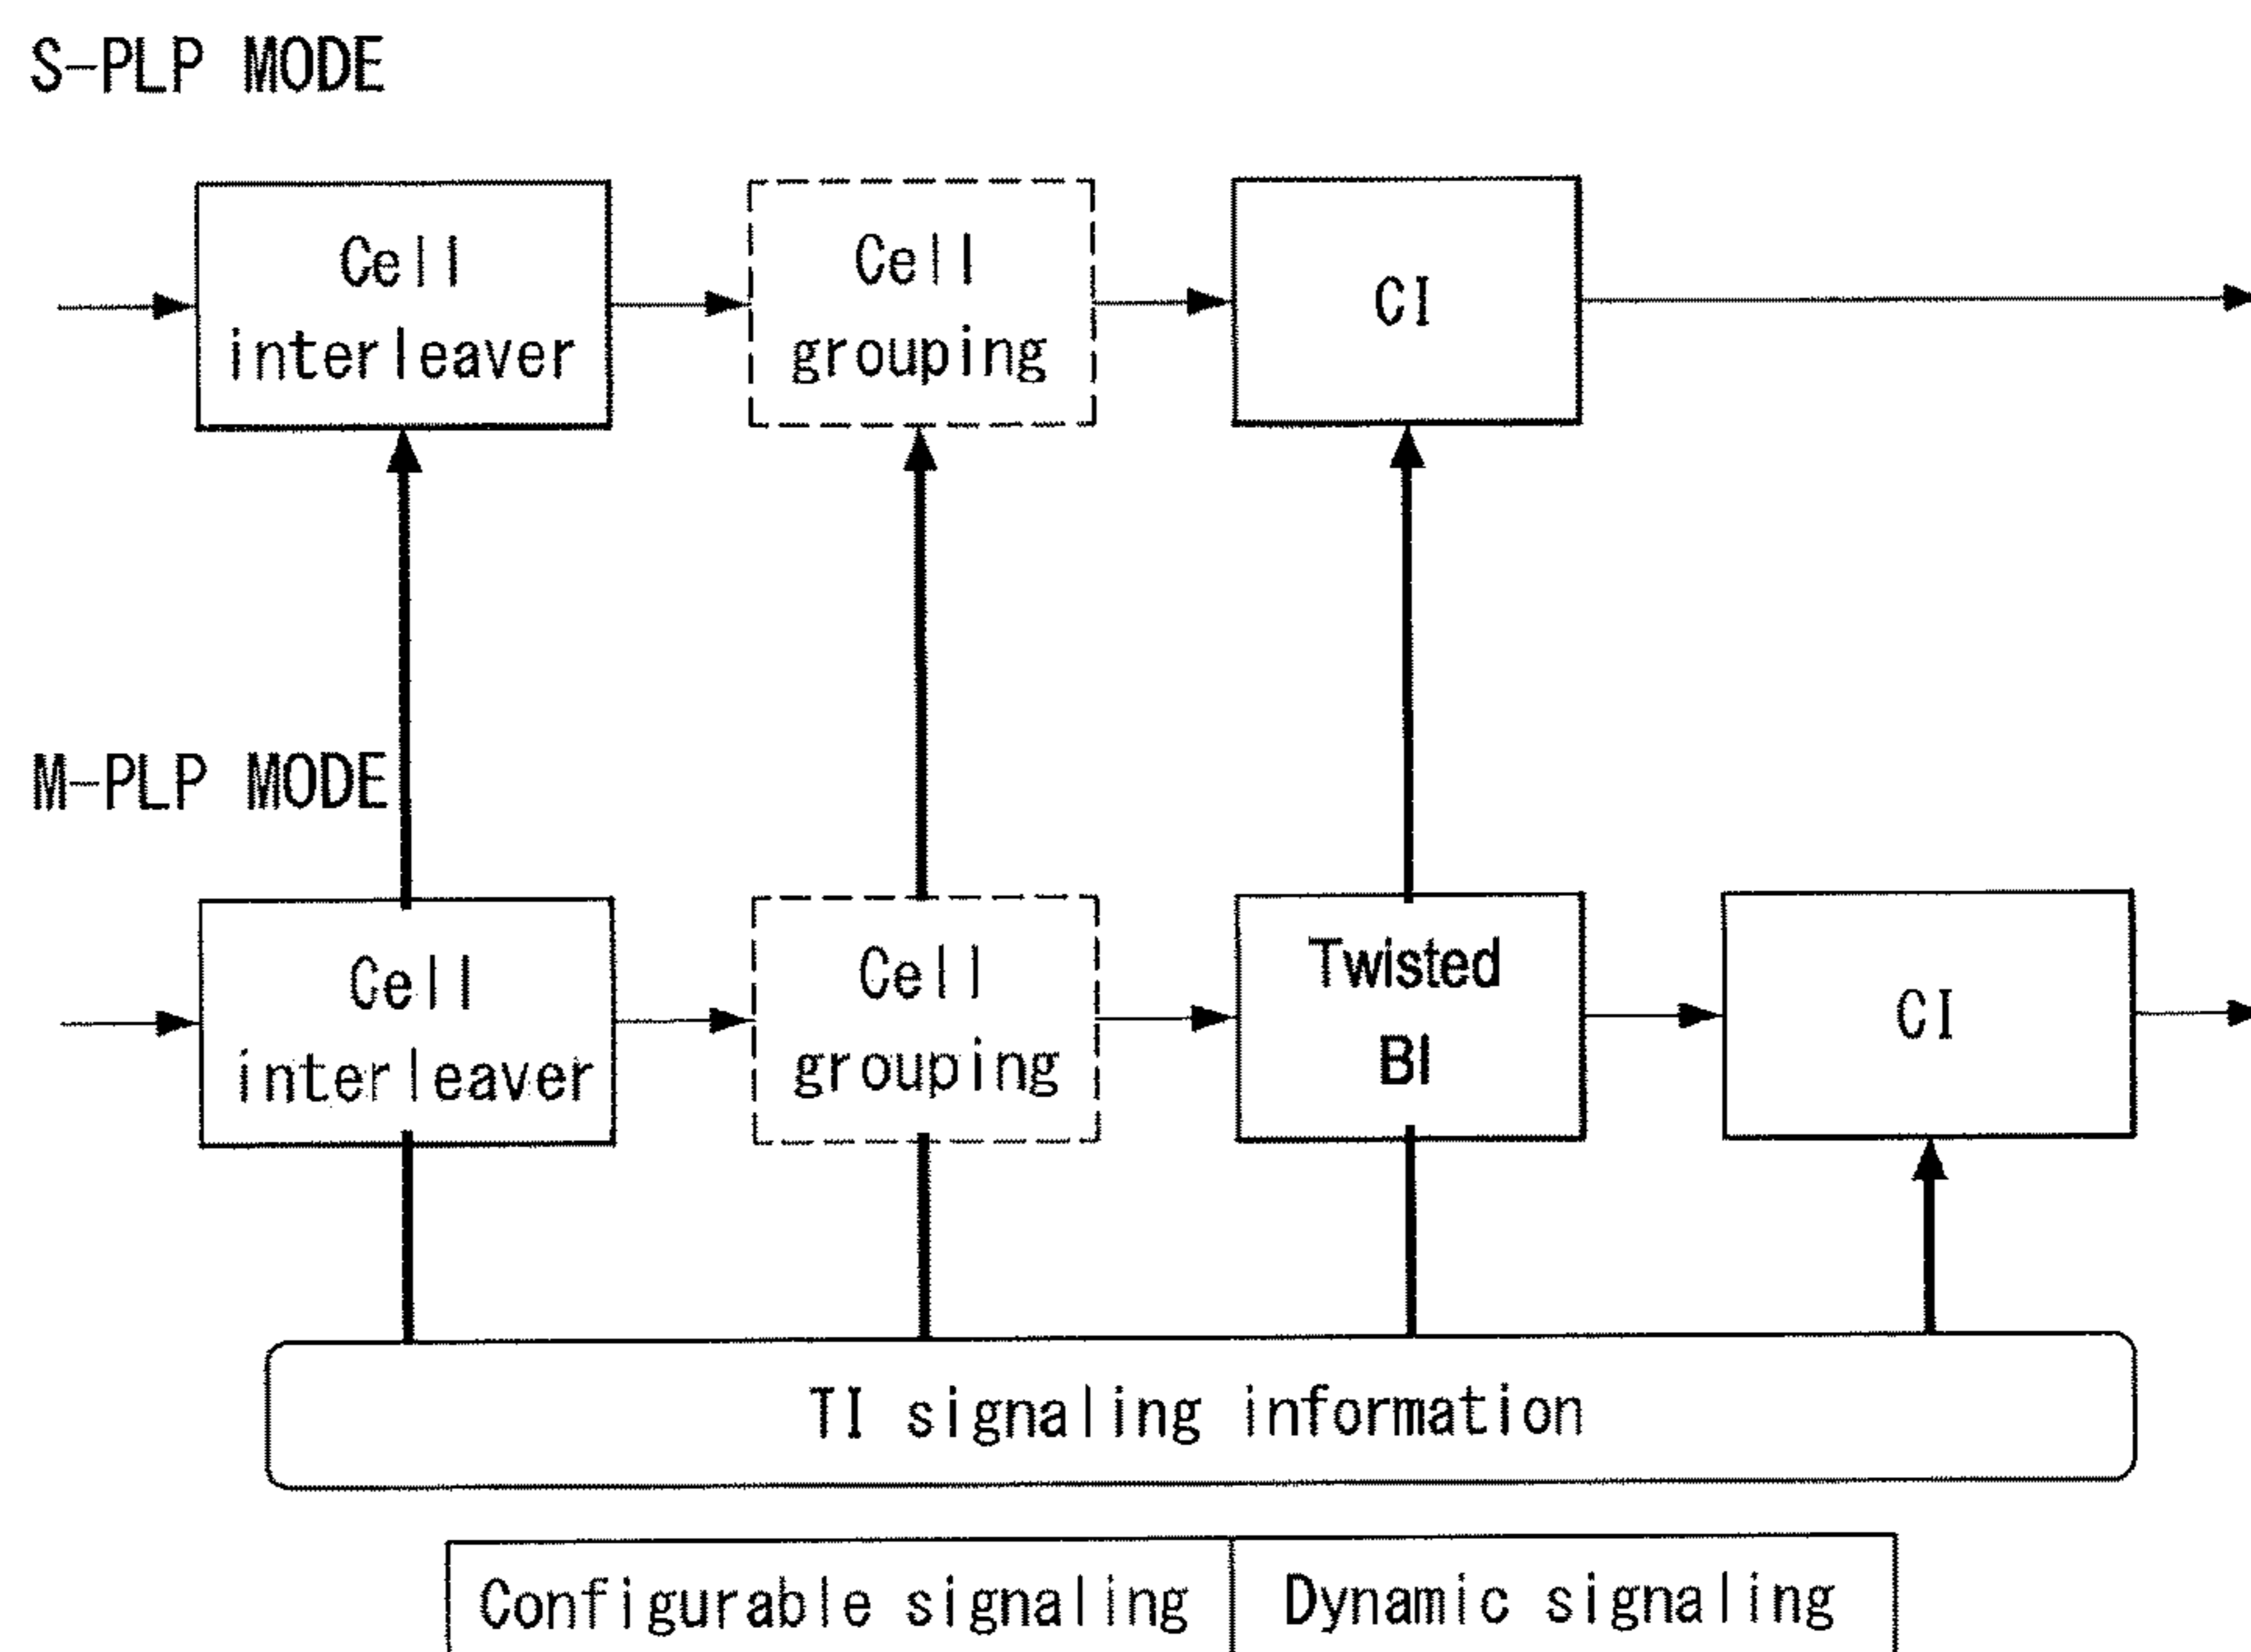 S-PLP MODE
Cell
interleaver
Cell
grouping
CI
M-PLP MODE
Cell
interleaver
Cell
grouping
Twisted
BI
CI
TI signaling information
Configurable signaling
Dynamic signaling